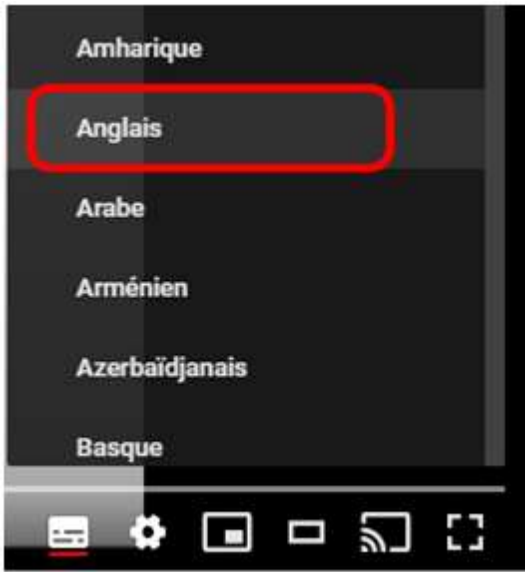 Amharique
Anglais
Arabe
Arménien
Azerbaïdjanais
Basque